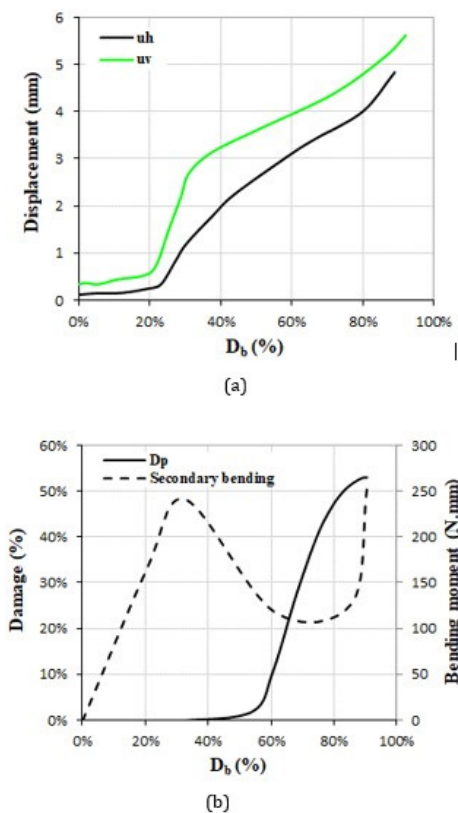 6
uh
uv
5
4
3
2
1
0
Displacement (mm)
0% 20% 40% 60% 80% 100%
D_b (%)
(a)
60% 300
Dp
Secondary bending
50% 250
40% 200
30% 150
20% 100
10% 50
0% 0
Damage (%)
Bending moment (N.mm)
0% 20% 40% 60% 80% 100%
D_b (%)
(b)